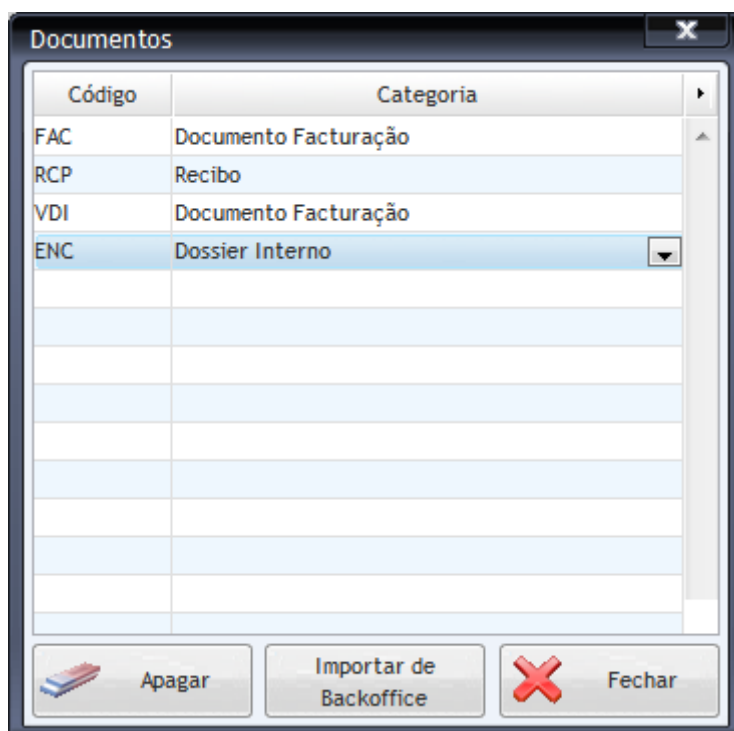 Documentos
Código Categoria
FAC Documento Facturação
RCP Recibo
VDI Documento Facturação
ENC Dossier Interno
Apagar
Importar de
Backoffice
Fechar